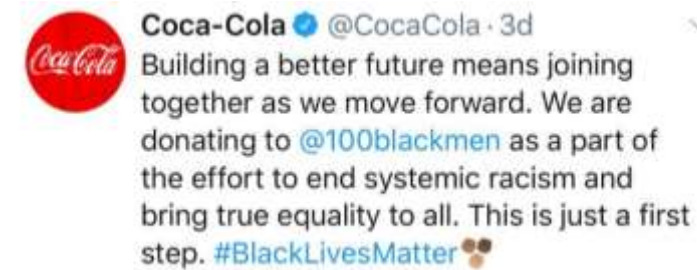 Coca-Cola @CocaCola · 3d
Coca-Cola
Building a better future means joining
together as we move forward. We are
donating to @100blackmen as a part of
the effort to end systemic racism and
bring true equality to all. This is just a first
step. #BlackLivesMatter